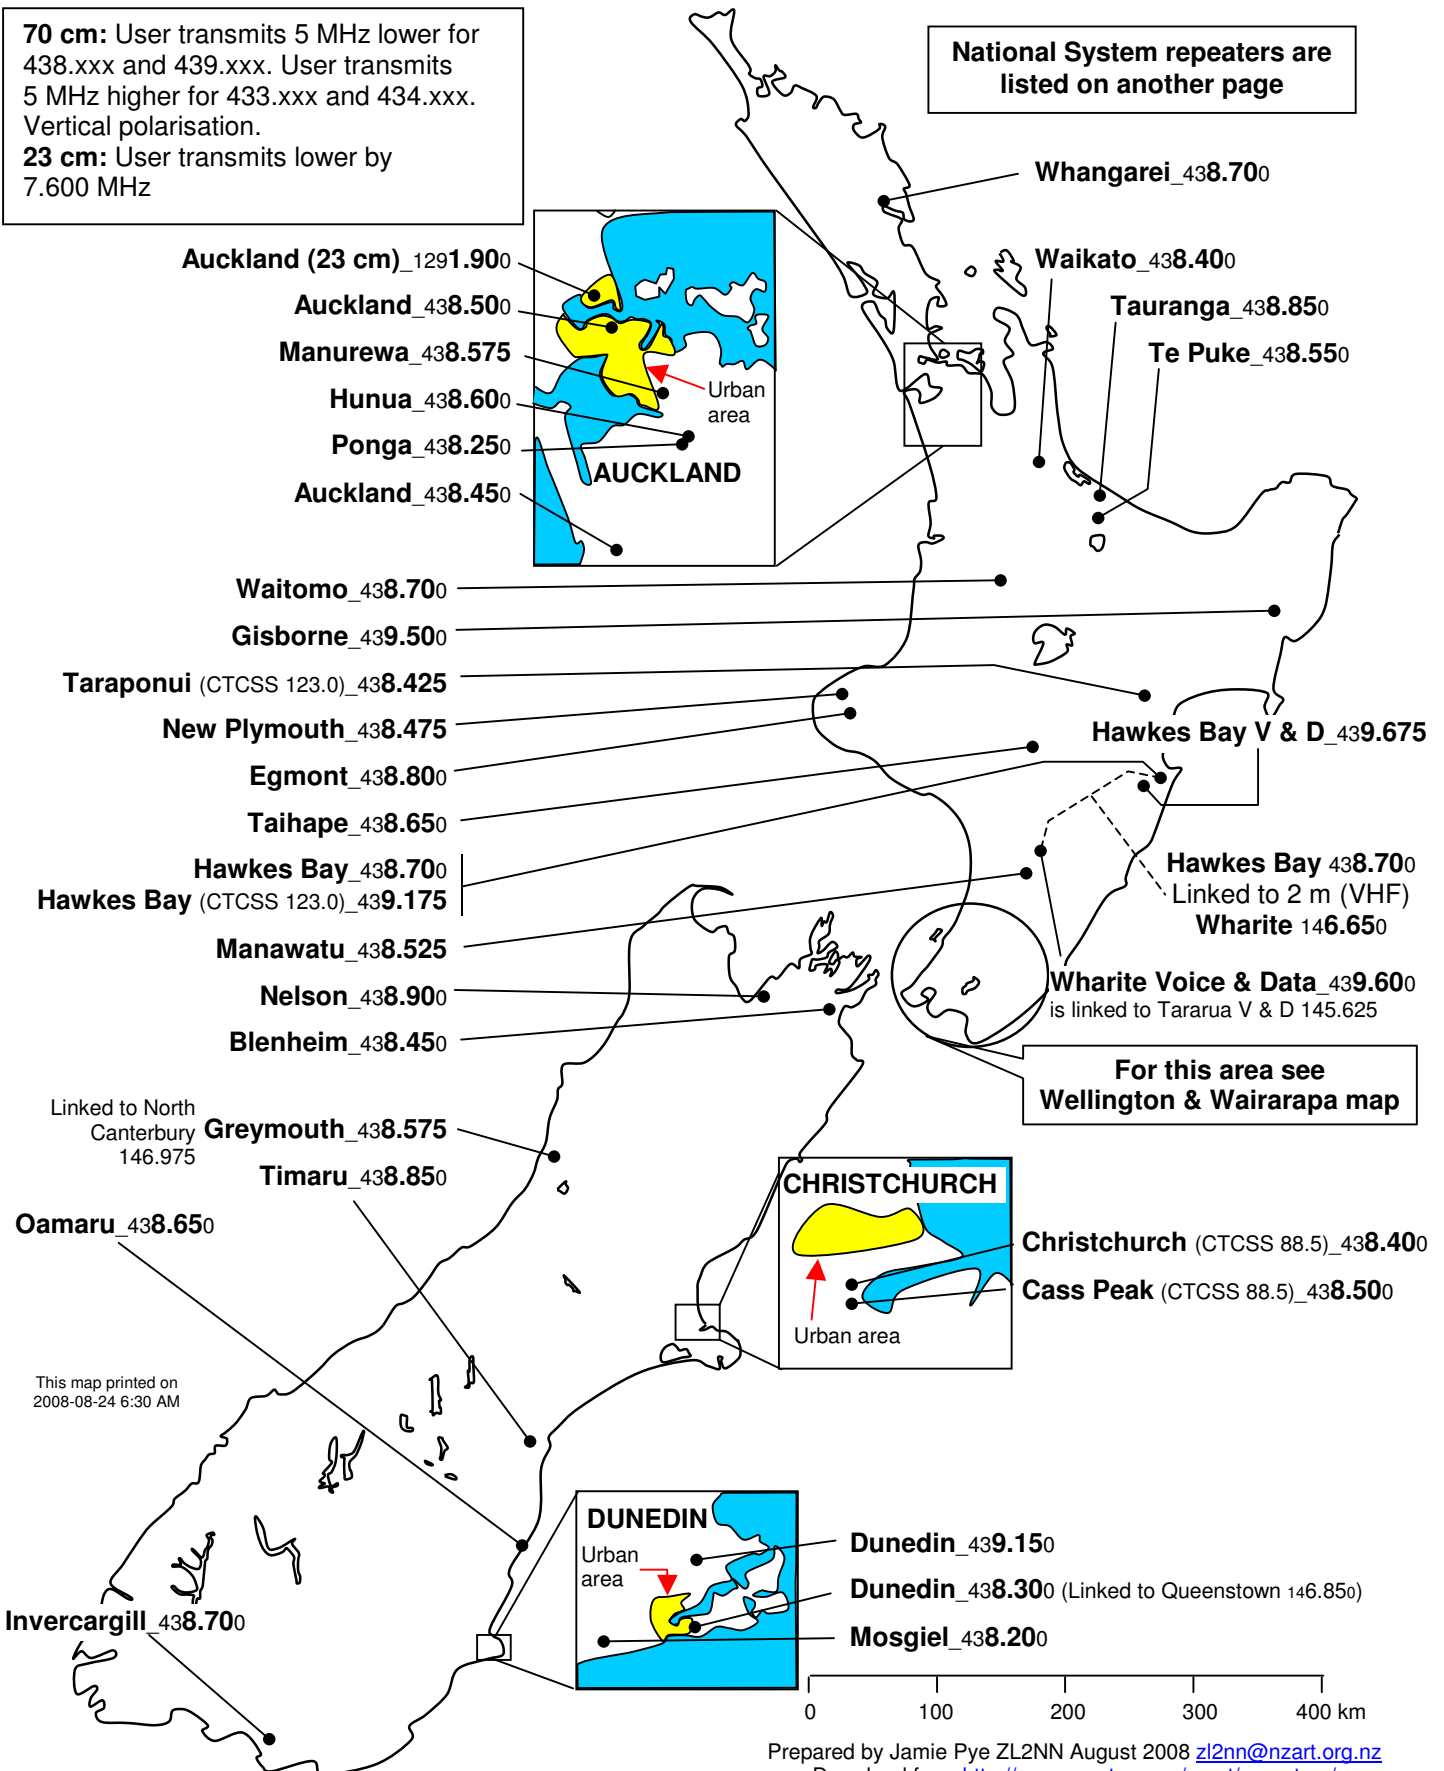 70 cm: User transmits 5 MHz lower for
438.xxx and 439.xxx. User transmits
5 MHz higher for 433.xxx and 434.xxx.
Vertical polarisation.
23 cm: User transmits lower by
7.600 MHz
National System repeaters are
listed on another page
Whangarei_438.700
Auckland (23 cm)_1291.900
Auckland_438.500
Manurewa_438.575
Hunua_438.600
Ponga_438.250
Auckland_438.450
Urban
area
AUCKLAND
Waikato_438.400
Tauranga_438.850
Te Puke_438.550
Waitomo_438.700
Gisborne_439.500
Taraponui (CTCSS 123.0)_438.425
New Plymouth_438.475
Egmont_438.800
Taihape_438.650
Hawkes Bay_438.700
Hawkes Bay (CTCSS 123.0)_439.175
Manawatu_438.525
Nelson_438.900
Blenheim_438.450
Hawkes Bay V & D_439.675
Hawkes Bay 438.700
Linked to 2 m (VHF)
Wharite 146.650
Wharite Voice & Data_439.600
is linked to Tararua V & D 145.625
For this area see
Wellington & Wairarapa map
Linked to North
Canterbury
146.975
Greymouth_438.575
Timaru_438.850
Oamaru_438.650
CHRISTCHURCH
Urban area
Christchurch (CTCSS 88.5)_438.400
Cass Peak (CTCSS 88.5)_438.500
This map printed on
2008-08-24 6:30 AM
DUNEDIN
Urban
area
Dunedin_439.150
Dunedin_438.300 (Linked to Queenstown 146.850)
Mosgiel_438.200
Invercargill_438.700
0 100 200 300 400 km
Prepared by Jamie Pye ZL2NN August 2008 zl2nn@nzart.org.nz